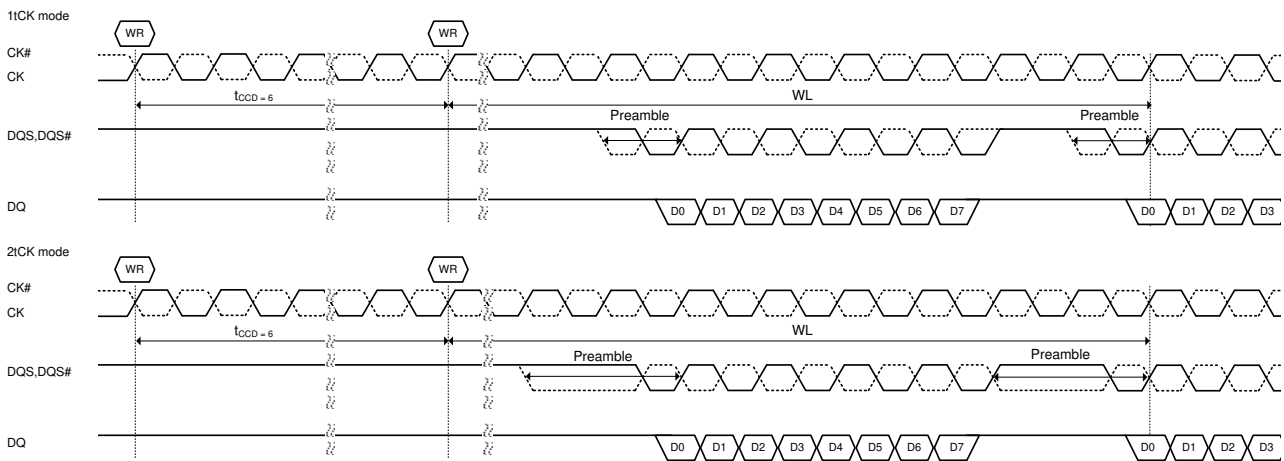 1tCK mode
WR WR
CK#
CK
tCCD = 6 WL
Preamble Preamble
DQS,DQS#
DQ D0 D1 D2 D3 D4 D5 D6 D7 D0 D1 D2 D3
2tCK mode
WR WR
CK#
CK
tCCD = 6 WL
Preamble Preamble
DQS,DQS#
DQ D0 D1 D2 D3 D4 D5 D6 D7 D0 D1 D2 D3